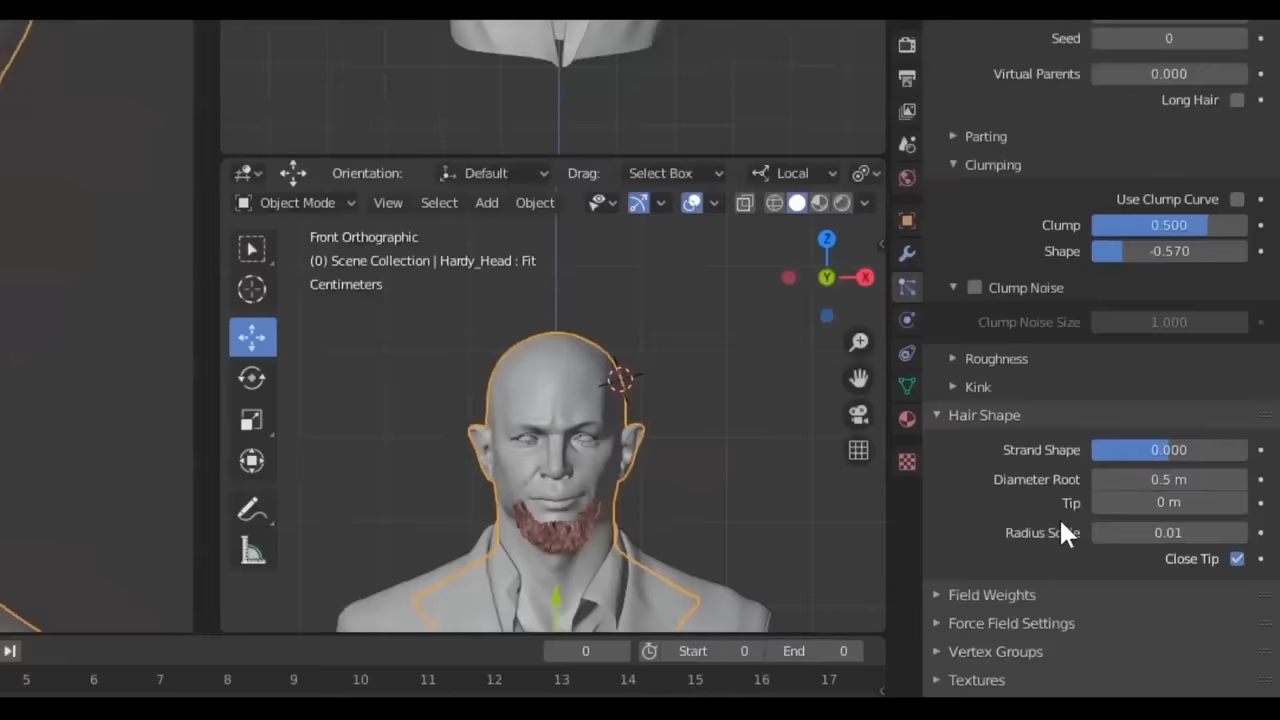 Seed 0
Virtual Parents 0.000
Long Hair
Parting
Clumping
Use Clump Curve
Clump 0.500
Shape -0.570
Clump Noise
Clump Noise Size 1.000
Roughness
Kink
Hair Shape
Strand Shape 0.000
Diameter Root 0.5 m
Tip 0 m
0.01
Close Tip
Field Weights
Force Field Settings
Vertex Groups
Textures
Orientation: Default Drag: Select Box Local
Object Mode View Select Add Object
Front Orthographic
(0) Scene Collection | Hardy_Head : Fit
Centimeters
Z
Y
X
0 Start 0 End 0
5 6 7 8 9 10 11 12 13 14 15 16 17